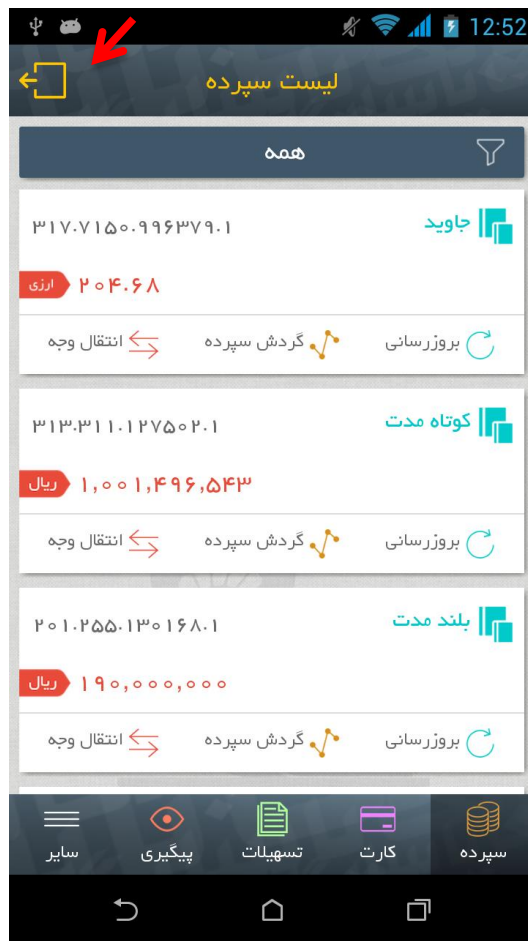 12:52
لیست سپرده
همه
جاوید
۳۱۷.۷۱۵۰.۹۹۶۳۷۹.۱
۲۰۴.۶۸ ارزی
بروزرسانی گردش سپرده انتقال وجه
کوتاه مدت
۳۱۳.۳۱۱.۱۲۷۵۰۲.۱
۱,۰۰۱,۴۹۶,۵۴۳ ریال
بروزرسانی گردش سپرده انتقال وجه
بلند مدت
۲۰۱.۲۵۵.۱۳۰۱۶۸.۱
۱۹۰,۰۰۰,۰۰۰ ریال
بروزرسانی گردش سپرده انتقال وجه
سپرده کارت تسهیلات پیگیری سایر